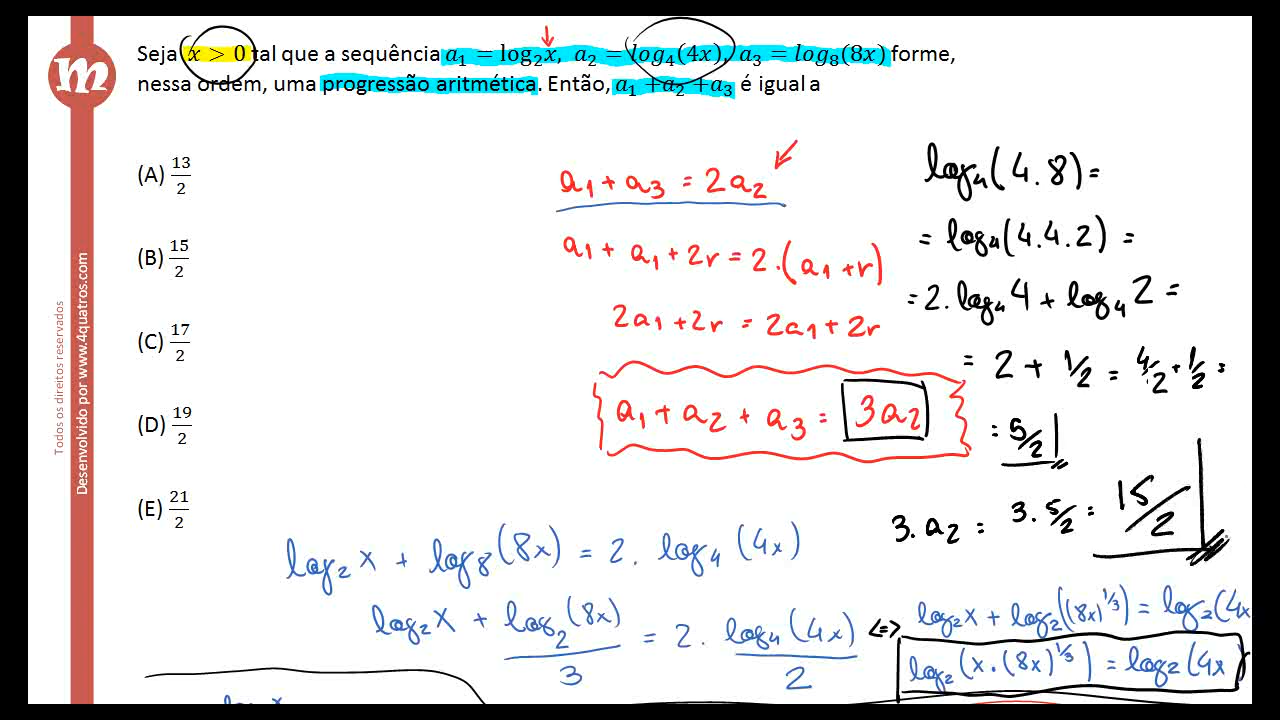 Seja x > 0 tal que a sequência a₁ = log₂x, a₂ = log₄(4x), a₃ = log₈(8x) forme,
nessa ordem, uma progressão aritmética. Então, a₁ +a₂ +a₃ é igual a
(A) 13/2
(B) 15/2
(C) 17/2
(D) 19/2
(E) 21/2
Todos os direitos reservados
Desenvolvido por www.4quatros.com
m
a₁ + a₃ = 2a₂
a₁ + a₁ + 2r = 2.(a₁ + r)
2a₁ + 2r = 2a₁ + 2r
a₁ + a₂ + a₃ = 3a₂
log₄(4.8) =
= log₄(4.4.2) =
= 2.log₄4 + log₄2 =
= 2 + 1/2 = 4/2 + 1/2 =
= 5/2
3.a₂ = 3.5/2 = 15/2
log₂x + log₈(8x) = 2. log₄(4x)
log₂x + log₂(8x)/3 = 2. log₄(4x)/2
<=> log₂x + log₂((8x)^1/3) = log₂(4x
log₂(x.(8x)^1/3) = log₂(4x)